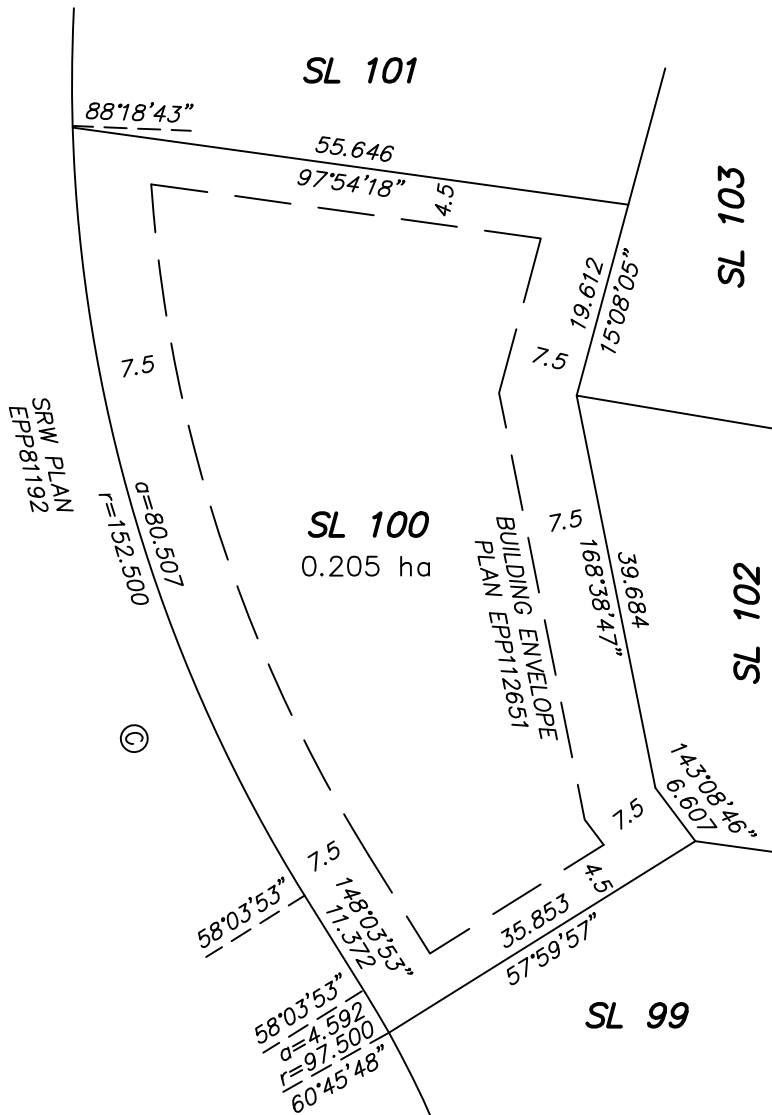 SL 101
88°18'43"
55.646
97°54'18"
4.5
SL 103
19.612
15°08'05"
7.5
7.5
SRW PLAN
EPP81192
a=80.507
r=152.500
SL 100
0.205 ha
BUILDING ENVELOPE
PLAN EPP112651
7.5
168°38'47"
39.684
SL 102
©
143°08'46"
6.607
7.5
7.5
4.5
148°03'53"
11.372
58°03'53"
35.853
57°59'57"
58°03'53"
a=4.592
r=97.500
60°45'48"
SL 99